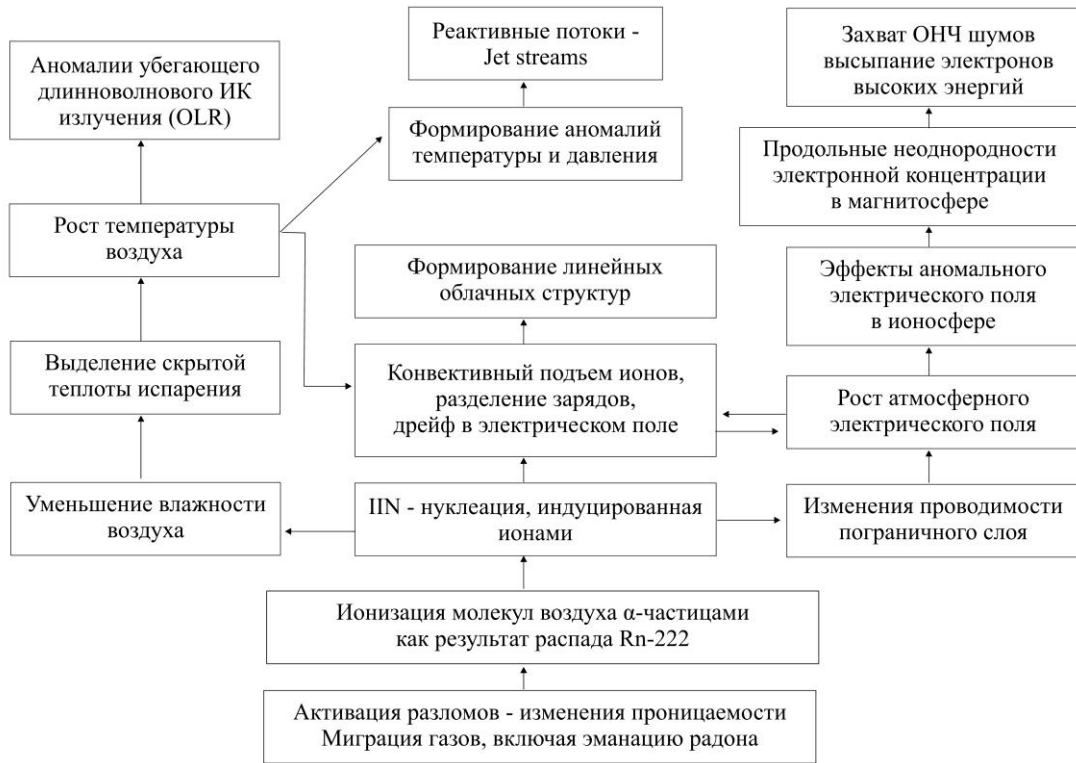 Реактивные потоки -
Jet streams
Захват ОНЧ шумов
высыпание электронов
высоких энергий
Аномалии убегающего
длинноволнового ИК
излучения (OLR)
Формирование аномалий
температуры и давления
Продольные неоднородности
электронной концентрации
в магнитосфере
Рост температуры
воздуха
Формирование линейных
облачных структур
Эффекты аномального
электрического поля
в ионосфере
Выделение скрытой
теплоты испарения
Конвективный подъем ионов,
разделение зарядов,
дрейф в электрическом поле
Рост атмосферного
электрического поля
Уменьшение влажности
воздуха
IIN - нуклеация, индуцированная
ионами
Изменения проводимости
пограничного слоя
Ионизация молекул воздуха α-частицами
как результат распада Rn-222
Активация разломов - изменения проницаемости
Миграция газов, включая эманацию радона